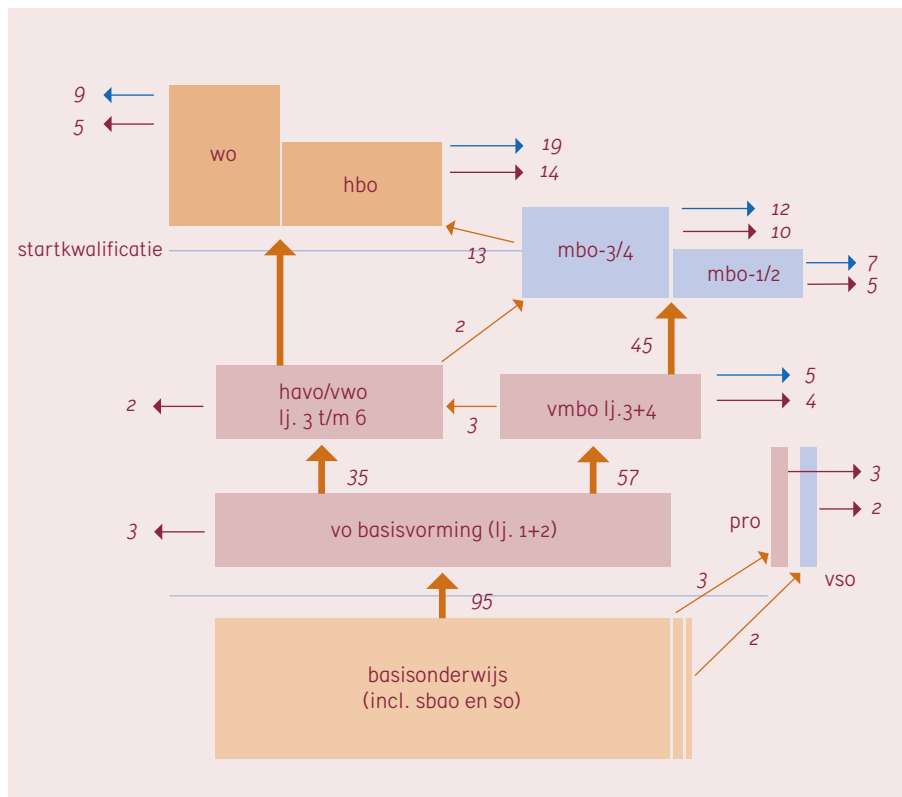 9
5
wo
hbo
19
14
12
10
startkwalificatie
13
mbo-3/4
mbo-1/2
7
5
2
45
havo/vwo
lj. 3 t/m 6
2
3
vmbo lj.3+4
5
4
35
57
3
2
pro
vso
3
vo basisvorming (lj. 1+2)
95
3
2
basisonderwijs
(incl. sbao en so)